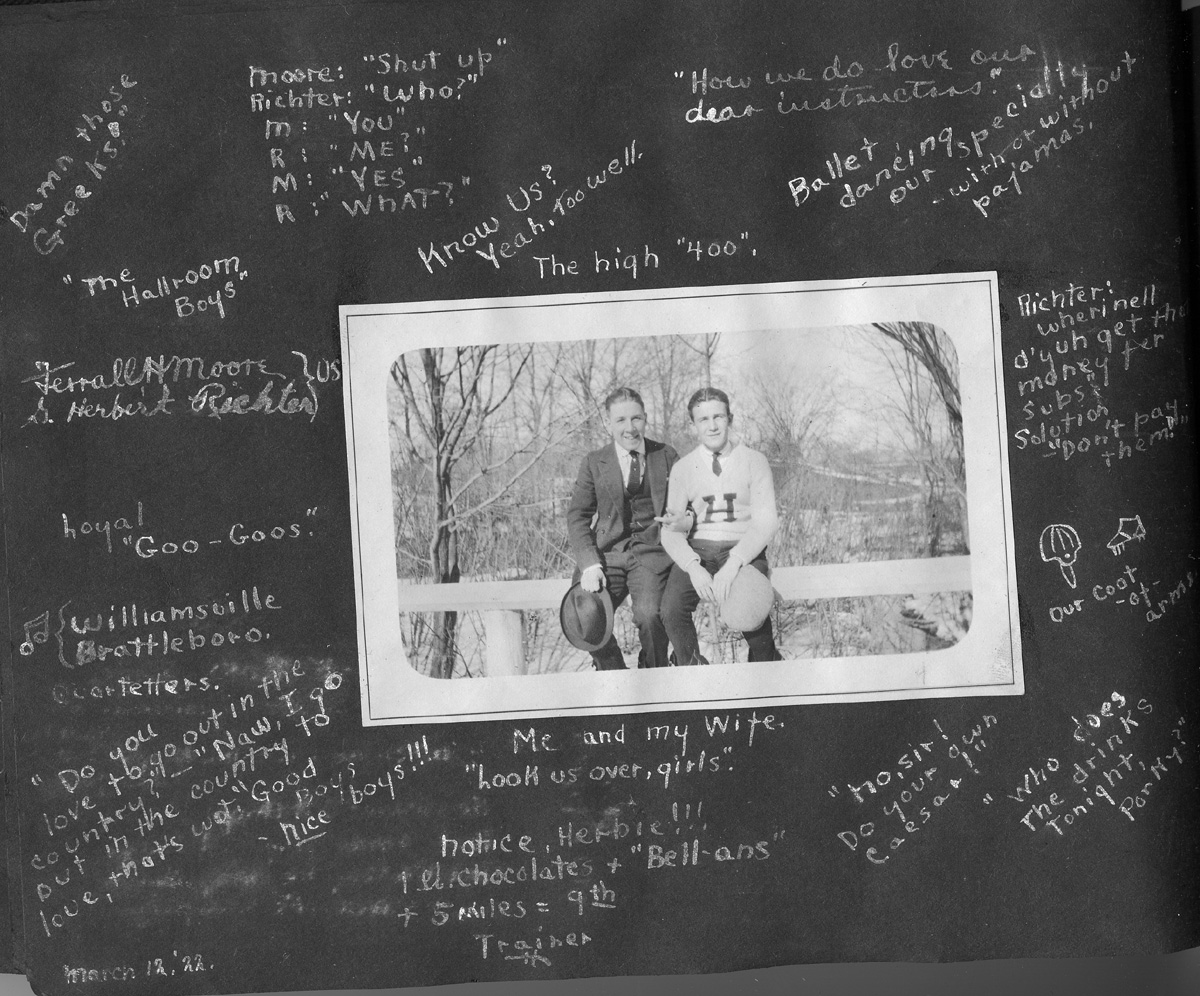 Damn those
Greeks!"
Moore: "Shut up"
Richter: "Who?"
M: "You"
R: "ME?"
M: "YES"
R: "WHAT?"
"How we do love our
dear instructors."
Ballet
dancing specially
our
- with or without
pajamas.
Know Us?
Yeah. Too well.
The high "400".
"The
Hallroom
Boys"
Ferrall H Moore } US
S. Herbert Richter
Richter:
d'yuh get the
money fer
subs?
Solution
- "Don't pay
them!"
H
Loyal
"Goo-Goos".
Williamsville
Brattleboro.
Quartetters.
Our coat
-of-
arms
"Do you
love to go out in the
country?" - "Naw, I go
out in the country to
love, that's wot." "Good
Boys
- nice boys!!!
Me and my Wife.
"Look us over, girls".
"No, sir!
Do your own
Caesar!"
"Who does
The drinks
Tonight,
Porky?"
Notice, Herbie!!!
1 lb. chocolates + "Bell-ans"
+ 5 miles = 9th
Trainer
March 12, '22.